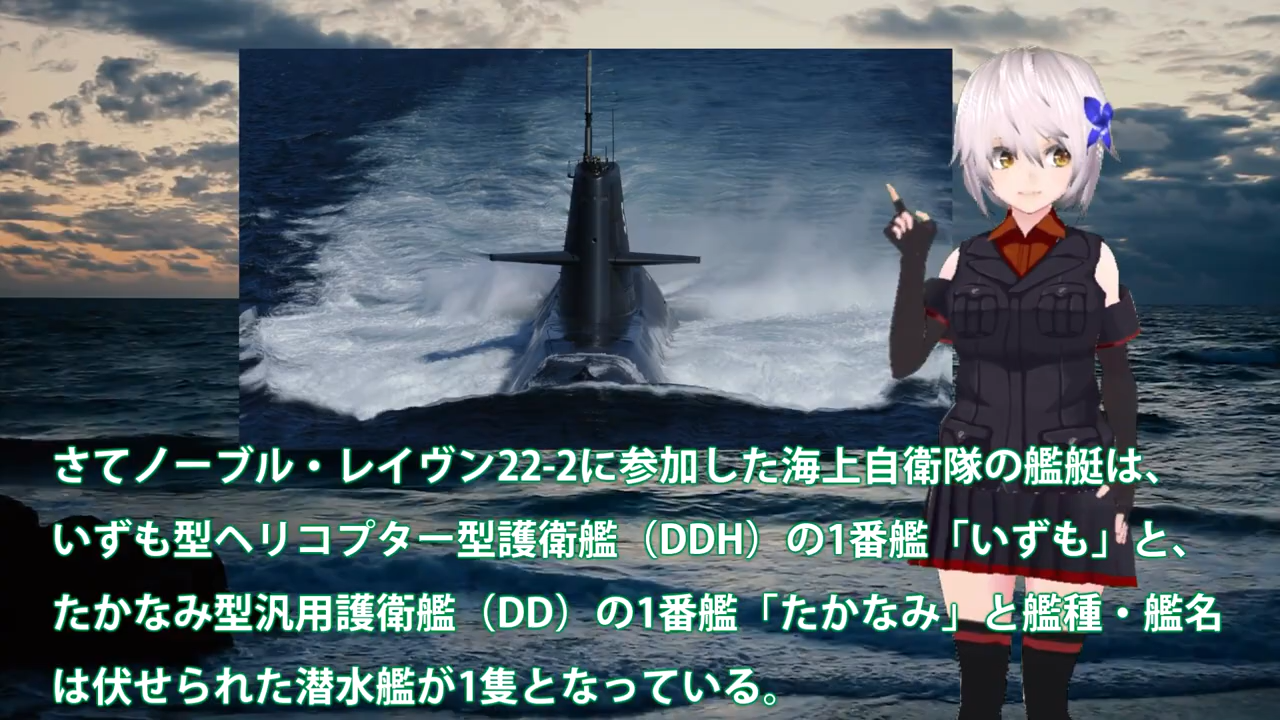 さてノーブル・レイヴン22-2に参加した海上自衛隊の艦艇は、
いずも型ヘリコプター型護衛艦（DDH）の1番艦「いずも」と、
たかなみ型汎用護衛艦（DD）の1番艦「たかなみ」と艦種・艦名
は伏せられた潜水艦が1隻となっている。